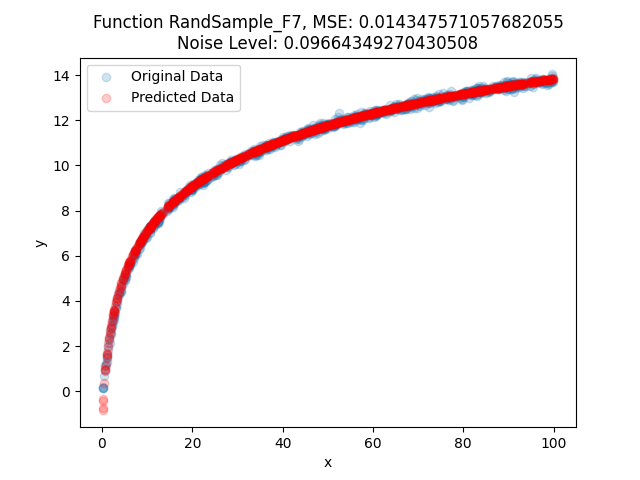 Function RandSample_F7, MSE: 0.014347571057682055
Noise Level: 0.09664349270430508
Original Data
Predicted Data
14
12
10
8
6
4
2
0
y
0 20 40 60 80 100
x